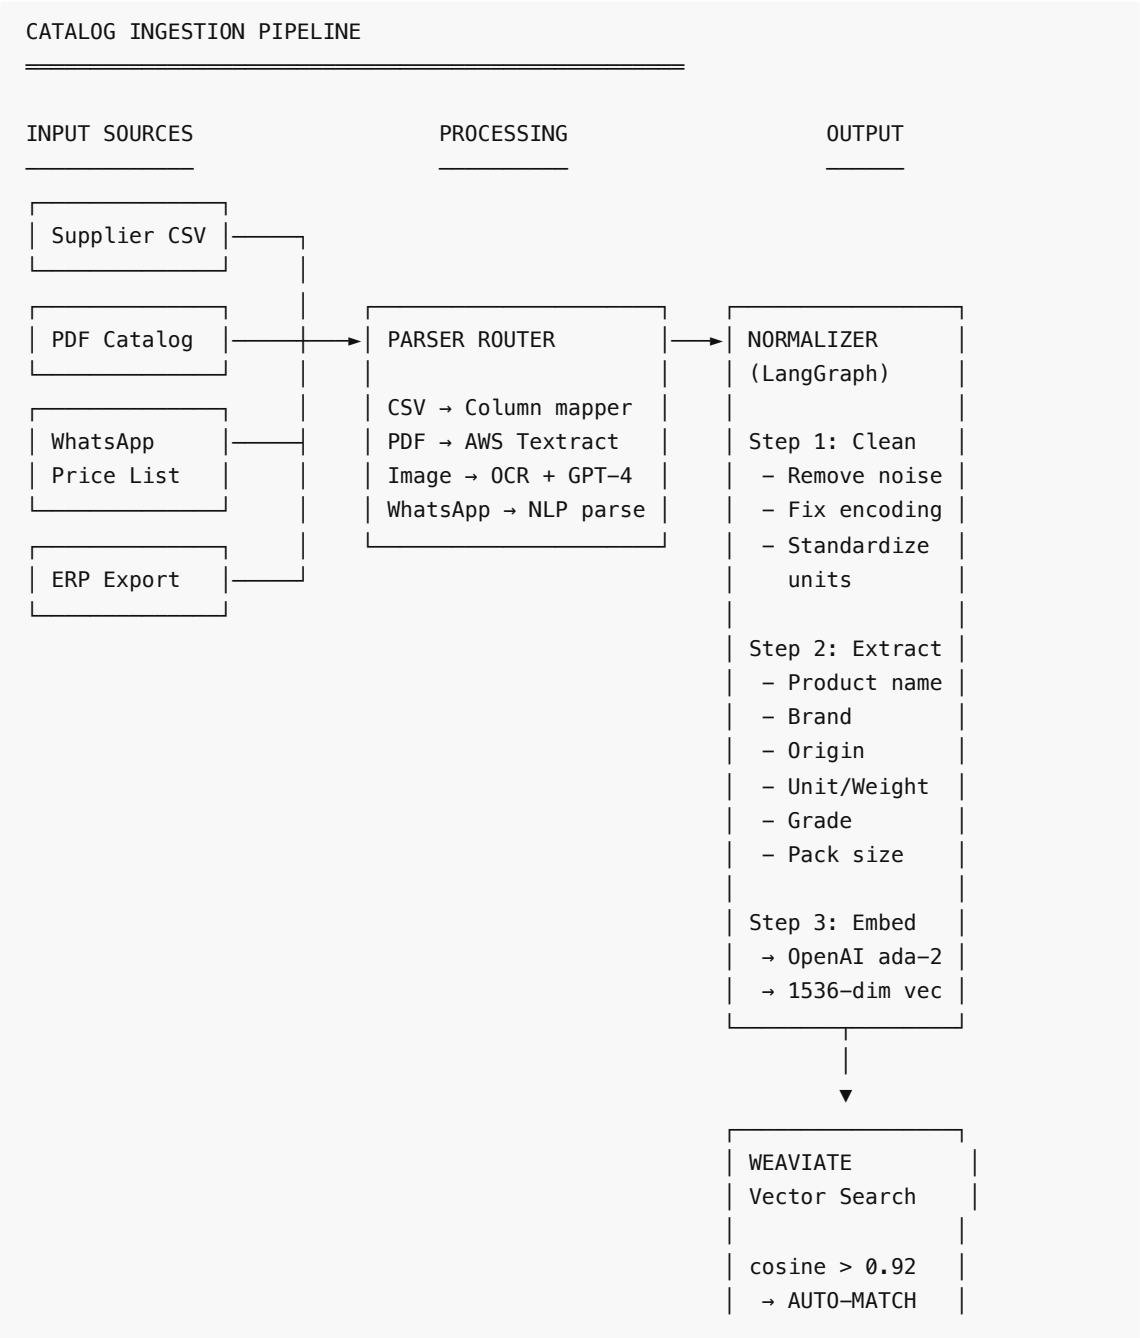 CATALOG INGESTION PIPELINE
INPUT SOURCES
PROCESSING
OUTPUT
Supplier CSV
PDF Catalog
WhatsApp
Price List
ERP Export
PARSER ROUTER
CSV → Column mapper
PDF → AWS Textract
Image → OCR + GPT-4
WhatsApp → NLP parse
NORMALIZER
(LangGraph)
Step 1: Clean
- Remove noise
- Fix encoding
- Standardize
units
Step 2: Extract
- Product name
- Brand
- Origin
- Unit/Weight
- Grade
- Pack size
Step 3: Embed
→ OpenAI ada-2
→ 1536-dim vec
WEAVIATE
Vector Search
cosine > 0.92
→ AUTO-MATCH